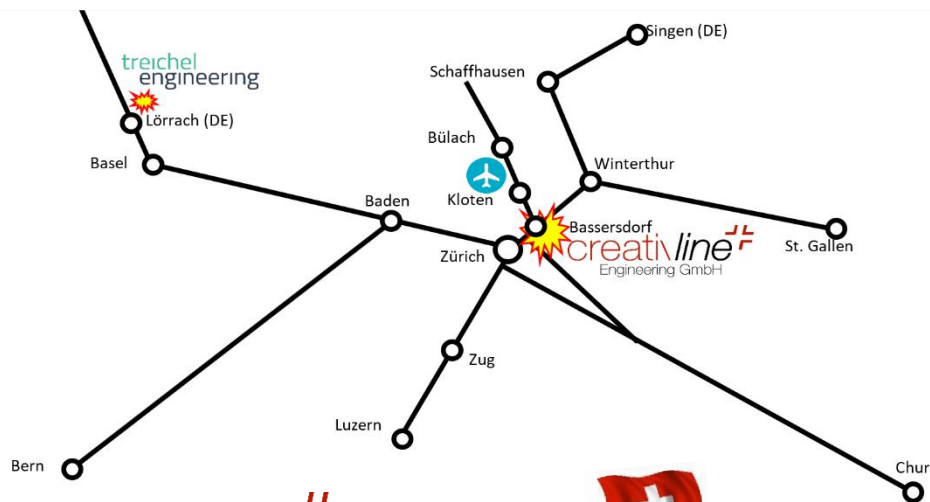 Singen (DE)
treichel
engineering
Schaffhausen
Lörrach (DE)
Bülach
Basel
Winterthur
Kloten
Baden
Bassersdorf
Zürich
creativline
Engineering GmbH
St. Gallen
Zug
Luzern
Bern
Chur